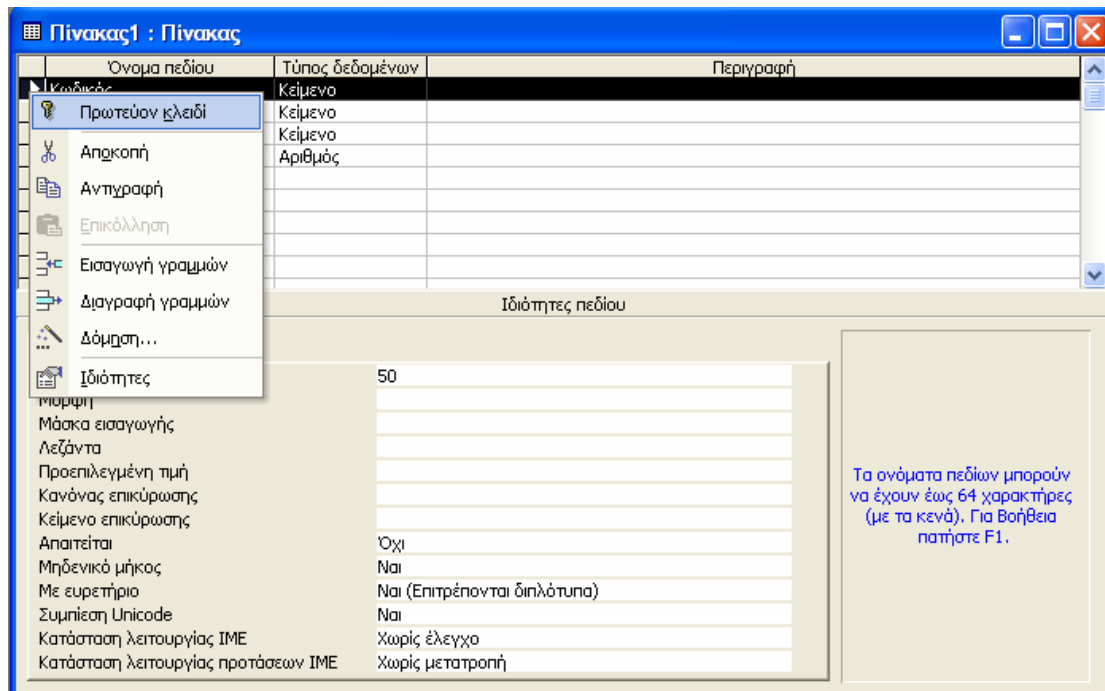 Πίνακας1 : Πίνακας
Όνομα πεδίου Τύπος δεδομένων Περιγραφή
Κωδικός Κείμενο
Κείμενο
Κείμενο
Αριθμός
Πρωτεύον κλειδί
Αποκοπή
Αντιγραφή
Επικόλληση
Εισαγωγή γραμμών
Διαγραφή γραμμών
Δόμηση...
Ιδιότητες
Ιδιότητες πεδίου
50
Μορφή
Μάσκα εισαγωγής
Λεζάντα
Προεπιλεγμένη τιμή
Κανόνας επικύρωσης
Κείμενο επικύρωσης
Απαιτείται Όχι
Μηδενικό μήκος Ναι
Με ευρετήριο Ναι (Επιτρέπονται διπλότυπα)
Συμπίεση Unicode Ναι
Κατάσταση λειτουργίας IME Χωρίς έλεγχο
Κατάσταση λειτουργίας προτάσεων IME Χωρίς μετατροπή
Τα ονόματα πεδίων μπορούν
να έχουν έως 64 χαρακτήρες
(με τα κενά). Για Βοήθεια
πατήστε F1.